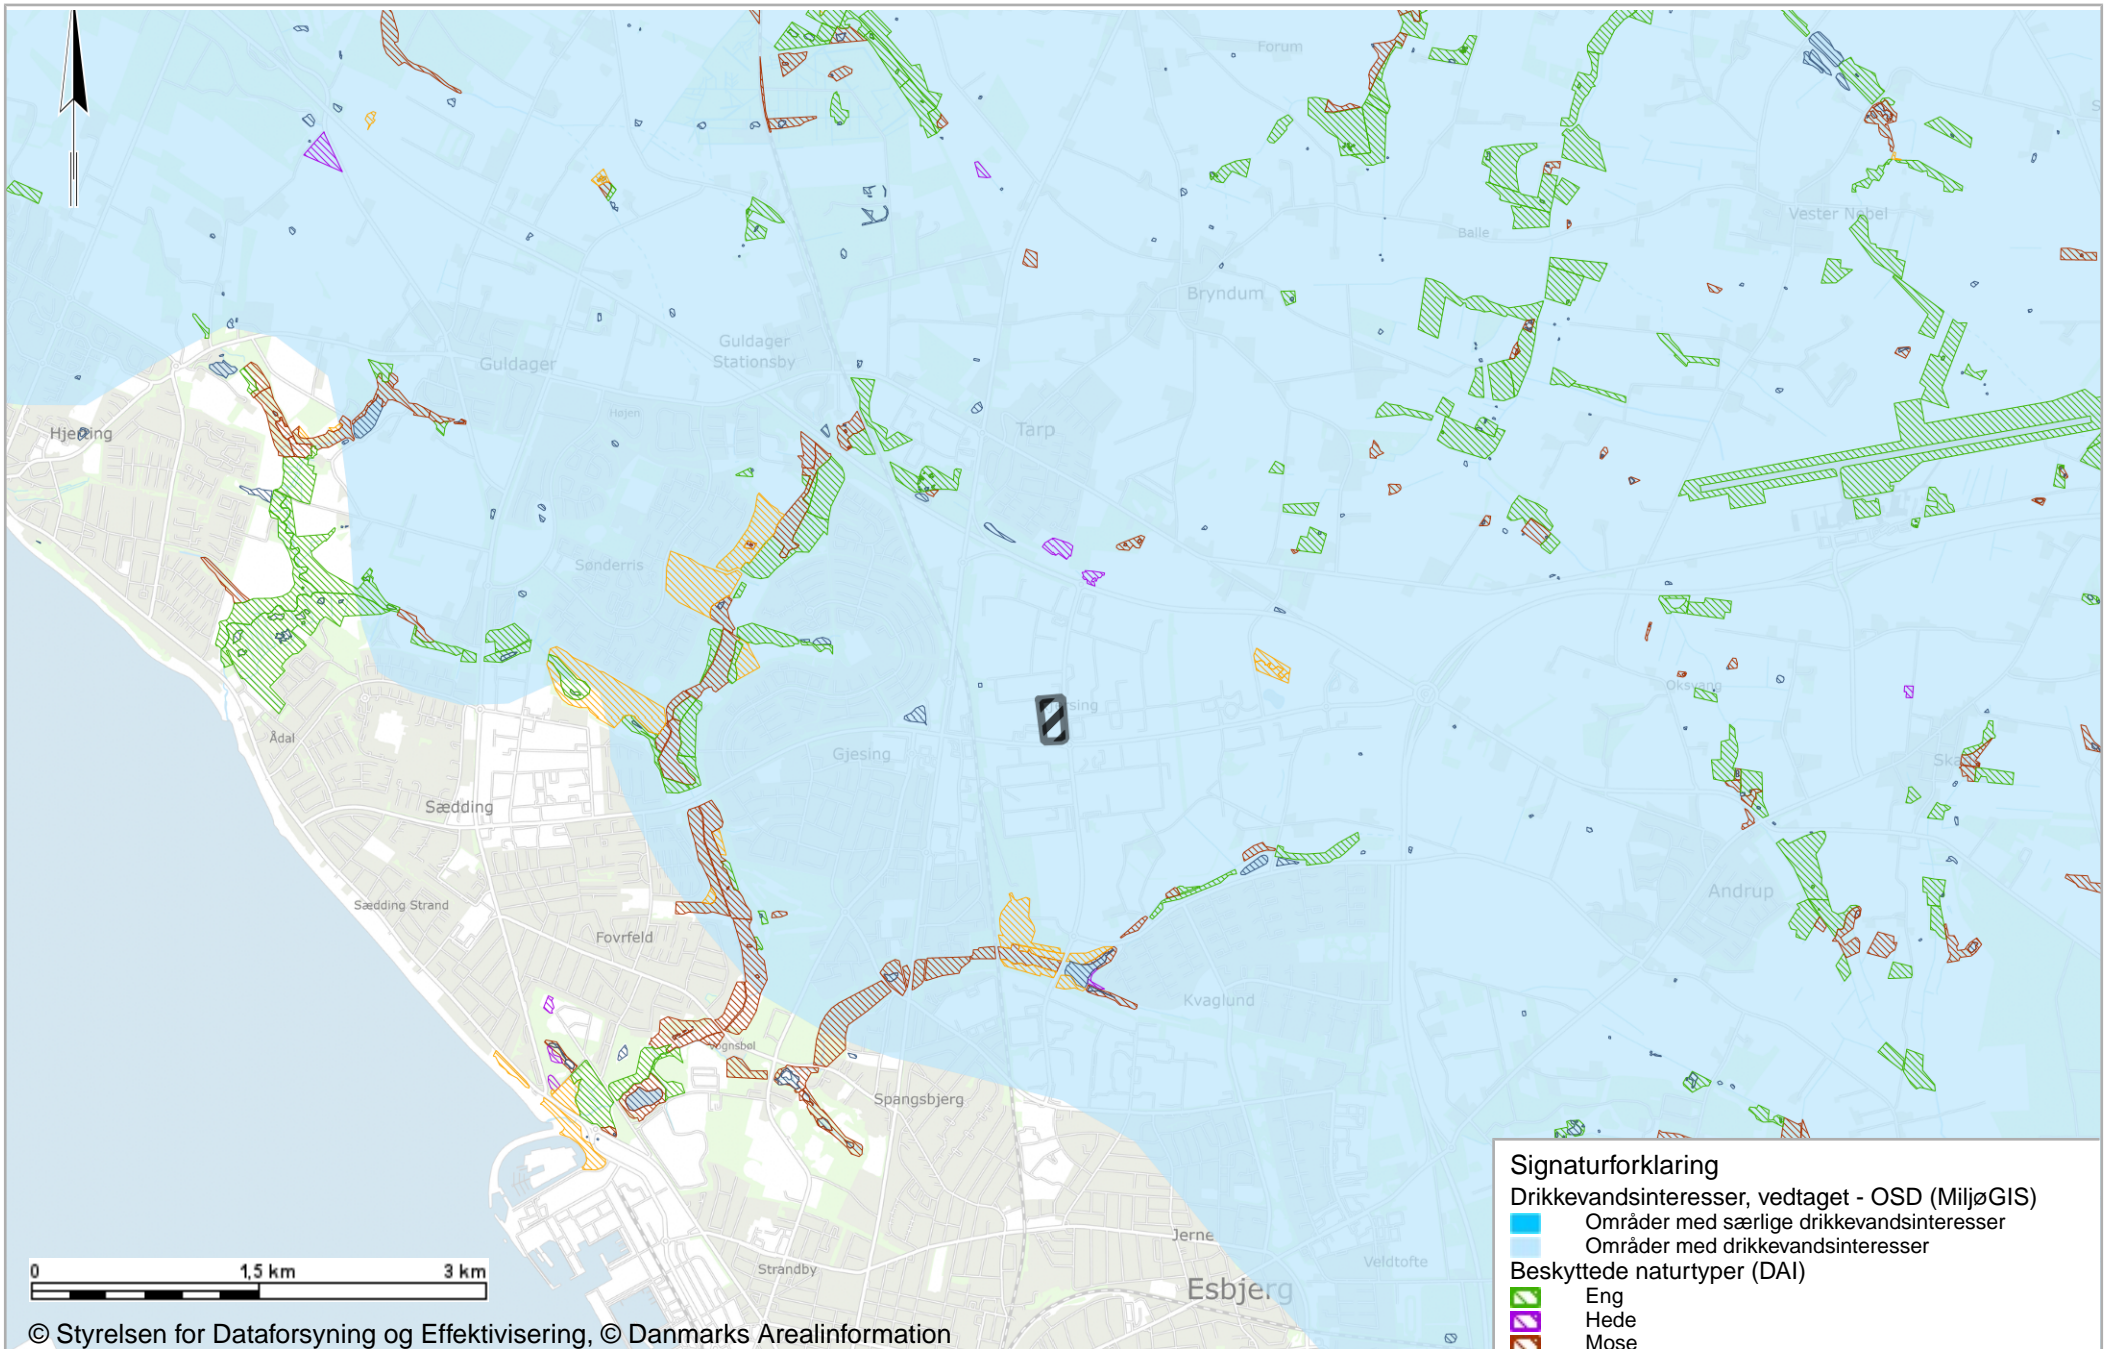 Forum
Vester Nebel
Balle
Bryndum
Guldager
Stationsby
Guldager
Højen
Tarp
Hjerting
Sønderris
Oksvang
Ådal
Gjesing
Skads
Sædding
Andrup
Sædding Strand
Fovrfeld
Kvaglund
Vognsbøl
Spangsbjerg
Jerne
Strandby
Veldtofte
Esbjerg
0 1,5 km 3 km
© Styrelsen for Dataforsyning og Effektivisering, © Danmarks Arealinformation
Signaturforklaring
Drikkevandsinteresser, vedtaget - OSD (MiljøGIS)
Områder med særlige drikkevandsinteresser
Områder med drikkevandsinteresser
Beskyttede naturtyper (DAI)
Eng
Hede
Mose